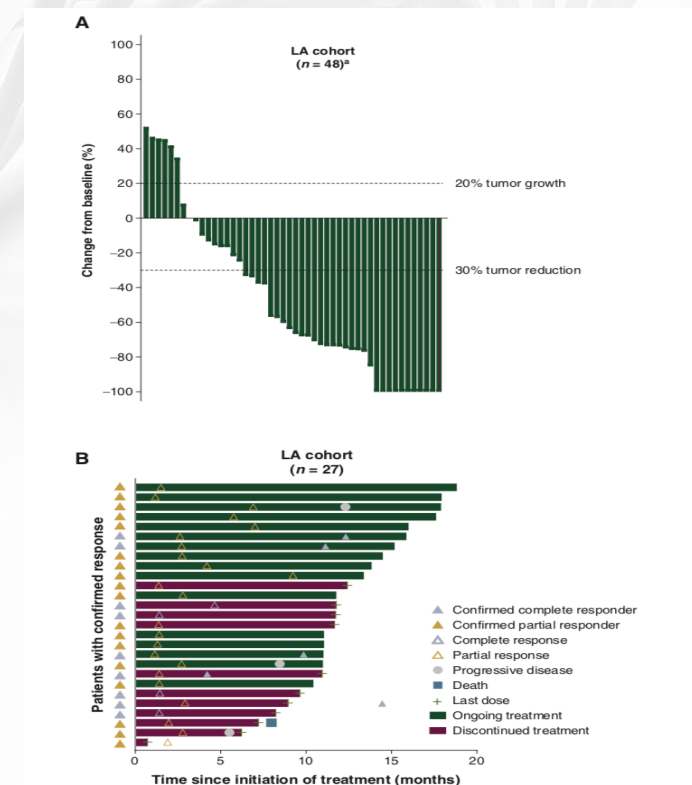 A
LA cohort
(n = 48)ª
Change from baseline (%)
100
80
60
40
20
0
−20
−40
−60
−80
−100
20% tumor growth
30% tumor reduction
B
LA cohort
(n = 27)
Patients with confirmed response
Confirmed complete responder
Confirmed partial responder
Complete response
Partial response
Progressive disease
Death
Last dose
Ongoing treatment
Discontinued treatment
0
5
10
15
20
Time since initiation of treatment (months)